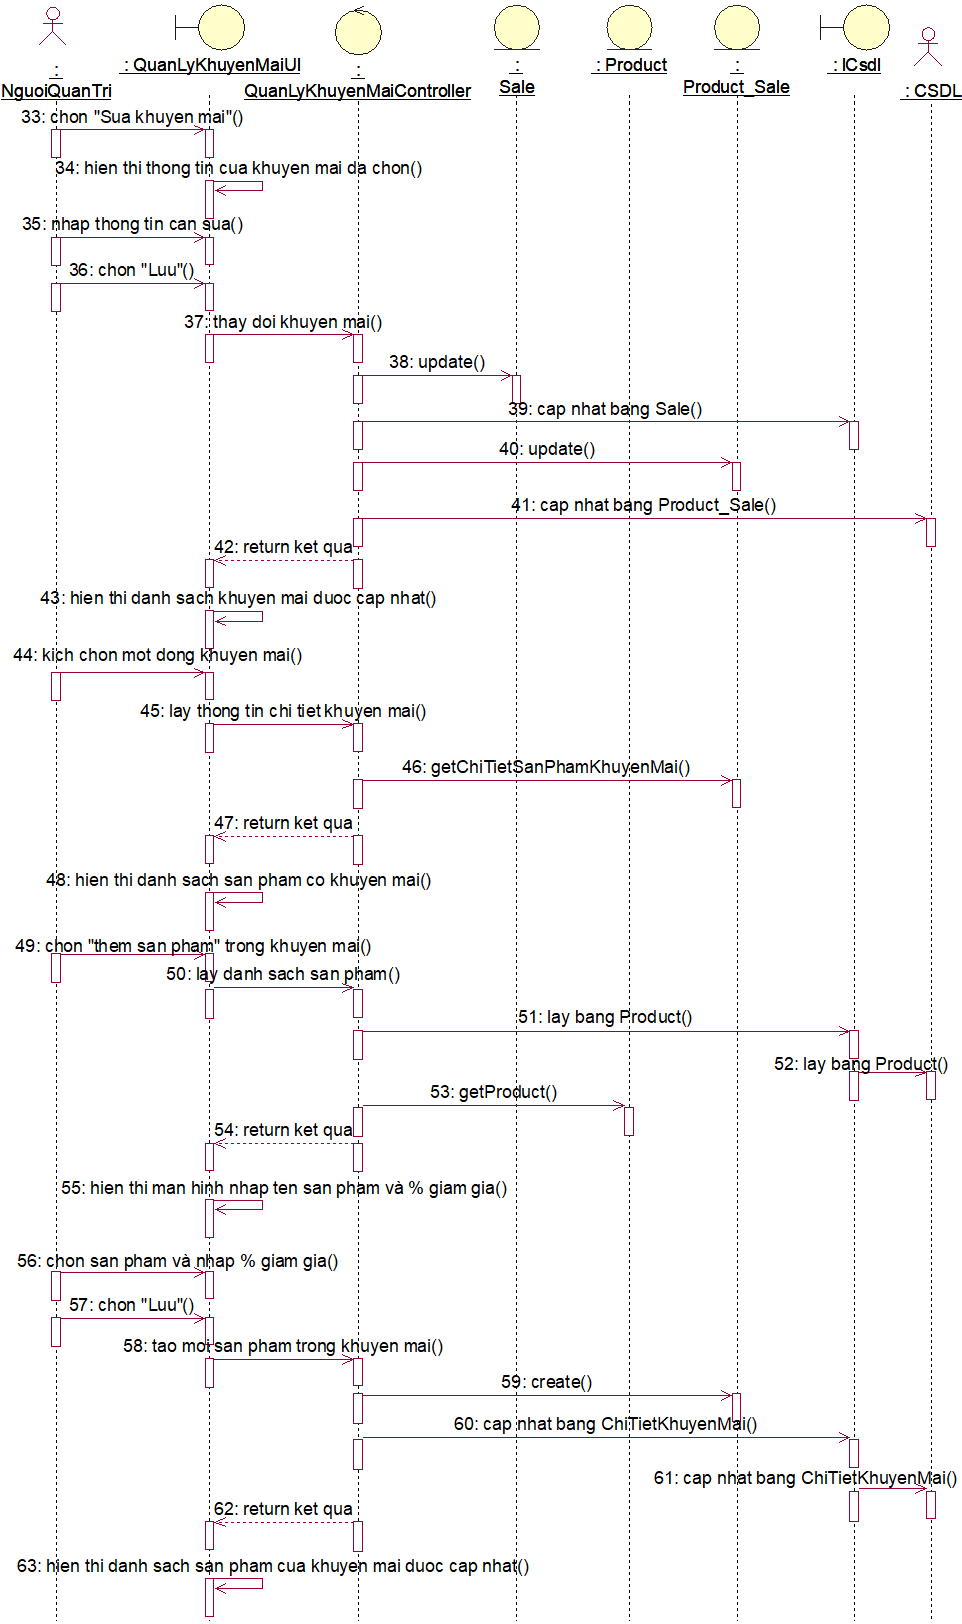 :
NguoiQuanTri
: QuanLyKhuyenMaiUI
:
QuanLyKhuyenMaiController
:
Sale
: Product
:
Product_Sale
: ICsdl
: CSDL
33: chon "Sua khuyen mai"()
34: hien thi thong tin cua khuyen mai da chon()
35: nhap thong tin can sua()
36: chon "Luu"()
37: thay doi khuyen mai()
38: update()
39: cap nhat bang Sale()
40: update()
41: cap nhat bang Product_Sale()
42: return ket qua
43: hien thi danh sach khuyen mai duoc cap nhat()
44: kich chon mot dong khuyen mai()
45: lay thong tin chi tiet khuyen mai()
46: getChiTietSanPhamKhuyenMai()
47: return ket qua
48: hien thi danh sach san pham co khuyen mai()
49: chon "them san pham" trong khuyen mai()
50: lay danh sach san pham()
51: lay bang Product()
52: lay bang Product()
53: getProduct()
54: return ket qua
55: hien thi man hinh nhap ten san pham và % giam gia()
56: chon san pham và nhap % giam gia()
57: chon "Luu"()
58: tao moi san pham trong khuyen mai()
59: create()
60: cap nhat bang ChiTietKhuyenMai()
61: cap nhat bang ChiTietKhuyenMai()
62: return ket qua
63: hien thi danh sach san pham cua khuyen mai duoc cap nhat()